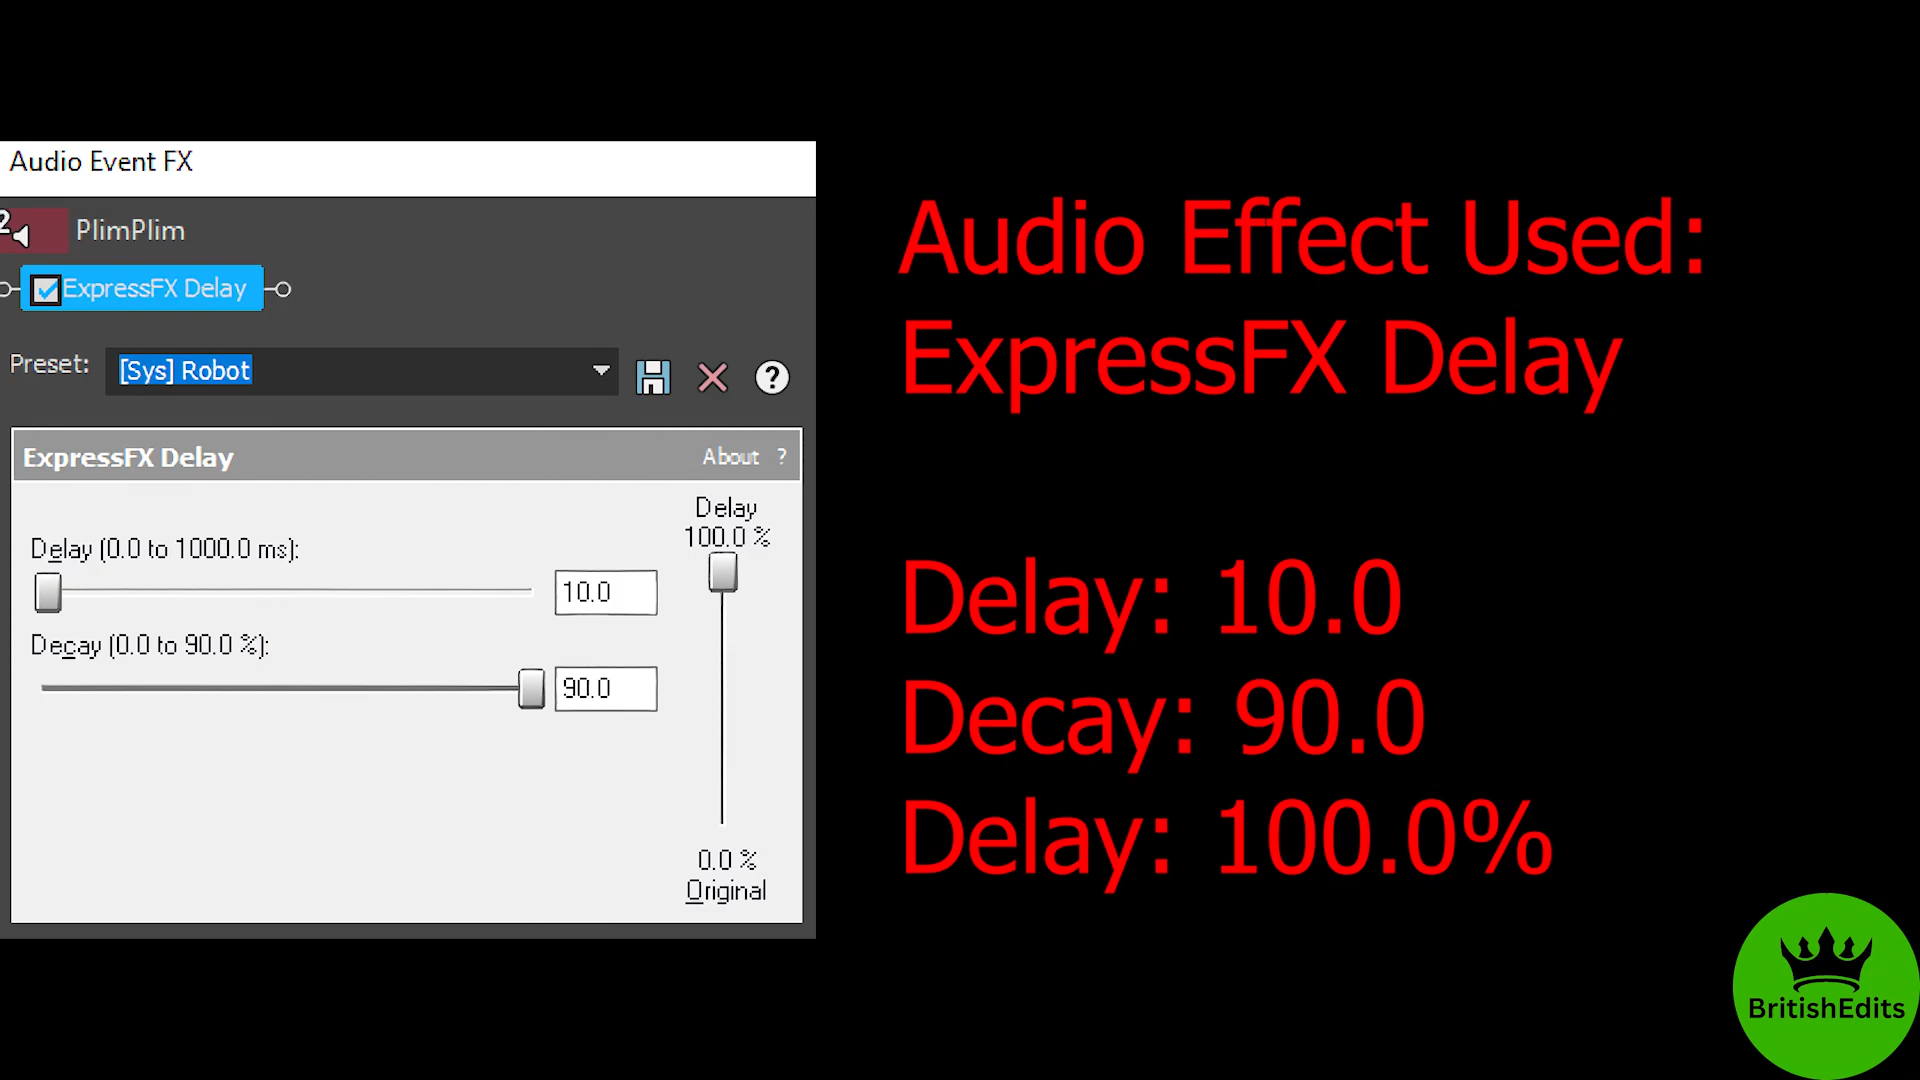 Audio Event FX
2
PlimPlim
ExpressFX Delay
Preset:
[Sys] Robot
?
ExpressFX Delay
About ?
Delay
100.0 %
Delay (0.0 to 1000.0 ms):
10.0
Decay (0.0 to 90.0 %):
90.0
0.0 %
Original
Audio Effect Used:
ExpressFX Delay
Delay: 10.0
Decay: 90.0
Delay: 100.0%
BritishEdits